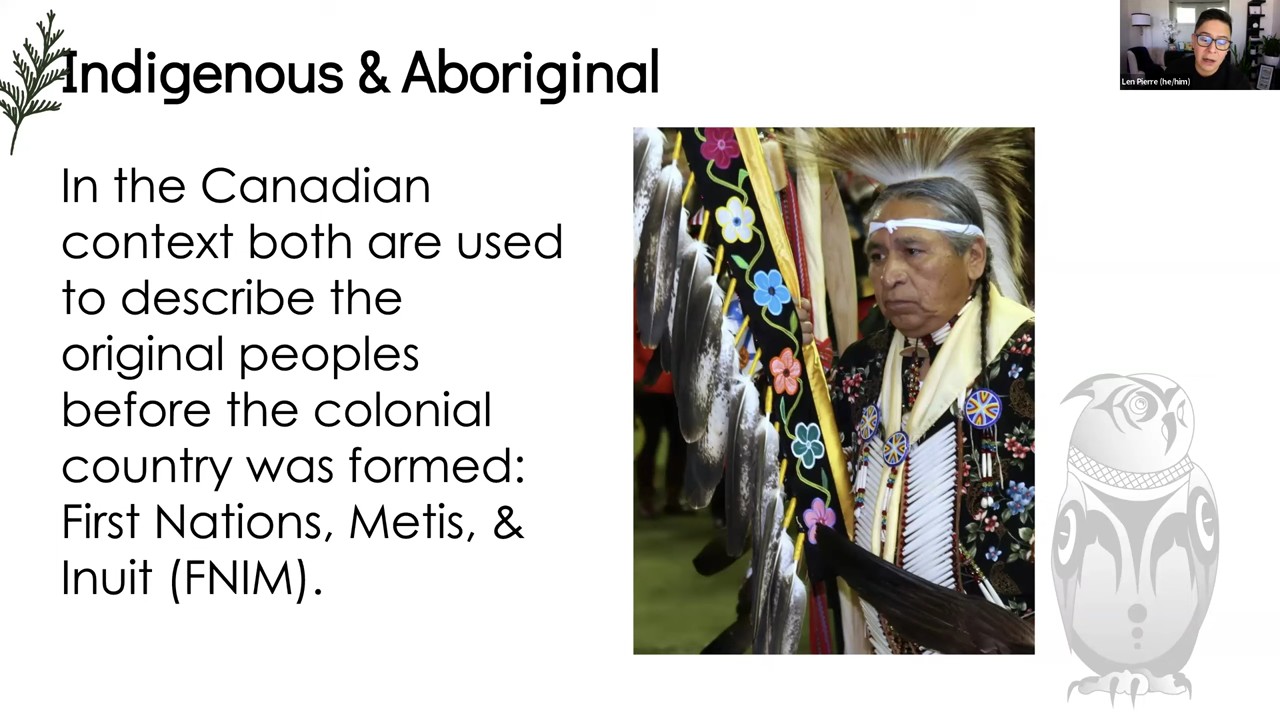 Indigenous & Aboriginal
Len Pierre (he/him)
In the Canadian
context both are used
to describe the
original peoples
before the colonial
country was formed:
First Nations, Metis, &
Inuit (FNIM).